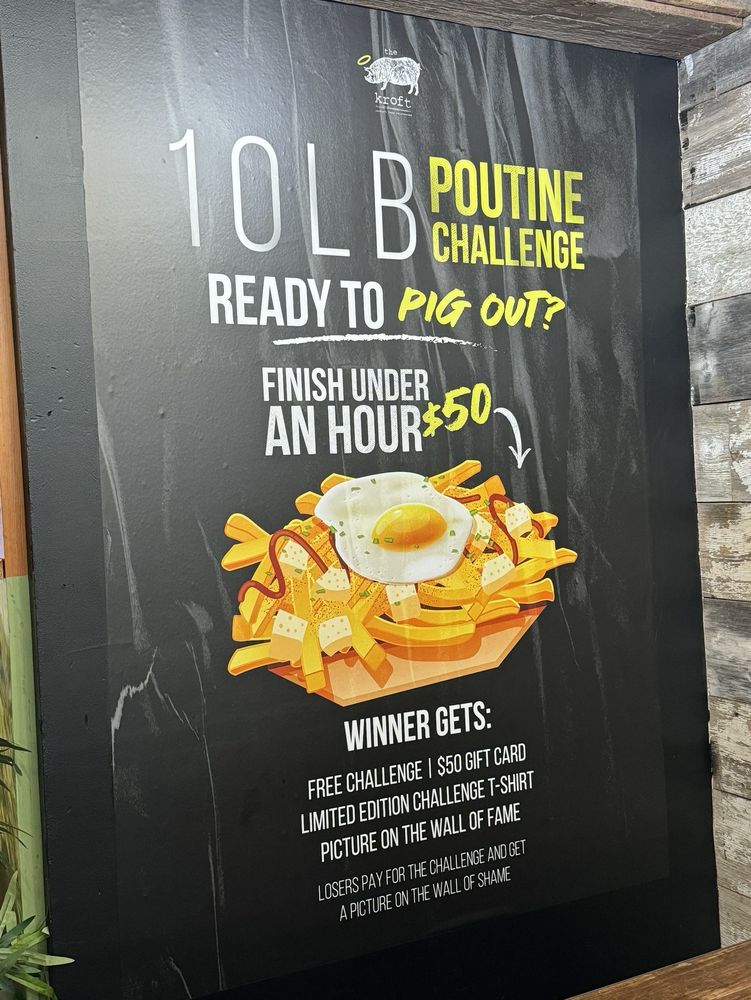 the
kroft
10LB POUTINE
CHALLENGE
READY TO PIG OUT?
FINISH UNDER
AN HOUR $50
WINNER GETS:
FREE CHALLENGE | $50 GIFT CARD
LIMITED EDITION CHALLENGE T-SHIRT
PICTURE ON THE WALL OF FAME
LOSERS PAY FOR THE CHALLENGE AND GET
A PICTURE ON THE WALL OF SHAME